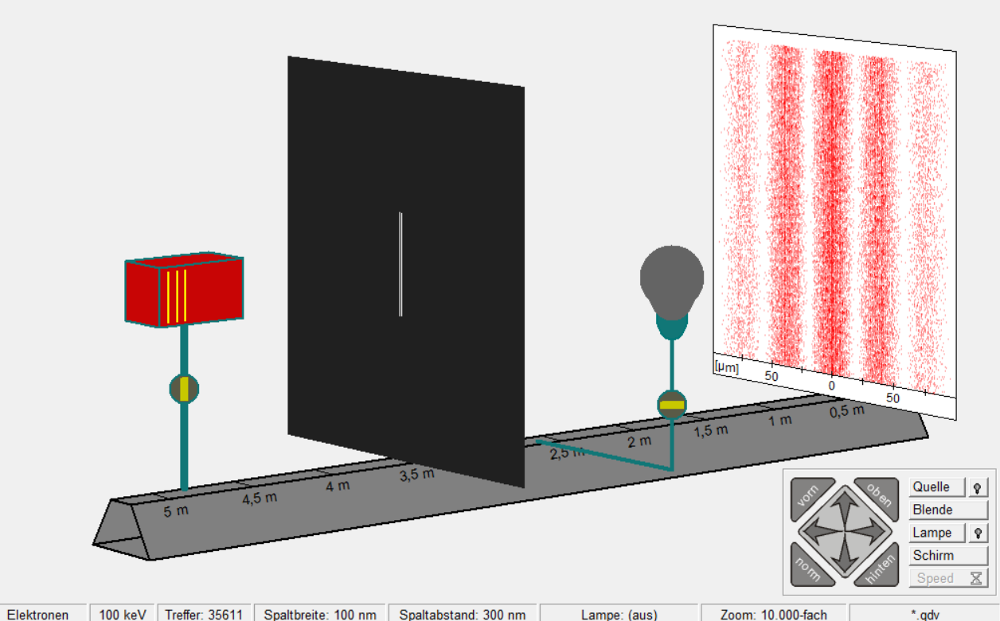 [µm]
50
0
50
5 m
4,5 m
4 m
3,5 m
2,5 m
2 m
1,5 m
1 m
0,5 m
vorn
oben
norm
hinten
Quelle
Blende
Lampe
Schirm
Speed
Elektronen
100 keV
Treffer: 35611
Spaltbreite: 100 nm
Spaltabstand: 300 nm
Lampe: (aus)
Zoom: 10.000-fach
*.qdv